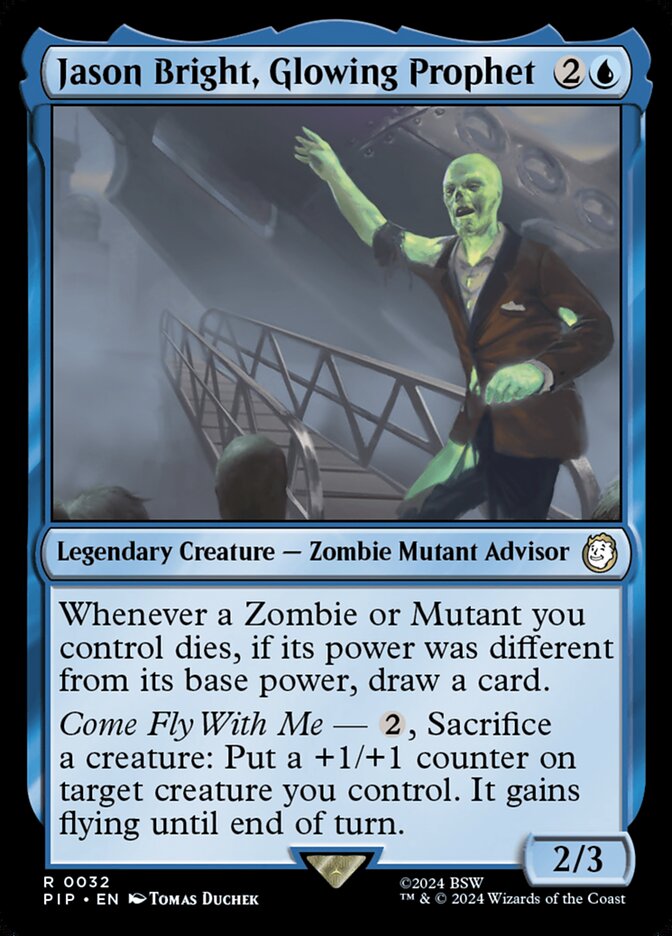 Jason Bright, Glowing Prophet 2
Legendary Creature — Zombie Mutant Advisor
Whenever a Zombie or Mutant you
control dies, if its power was different
from its base power, draw a card.
Come Fly With Me — 2, Sacrifice
a creature: Put a +1/+1 counter on
target creature you control. It gains
flying until end of turn.
2/3
R 0032
PIP • EN Tomas Duchek
©2024 BSW
™ & © 2024 Wizards of the Coast